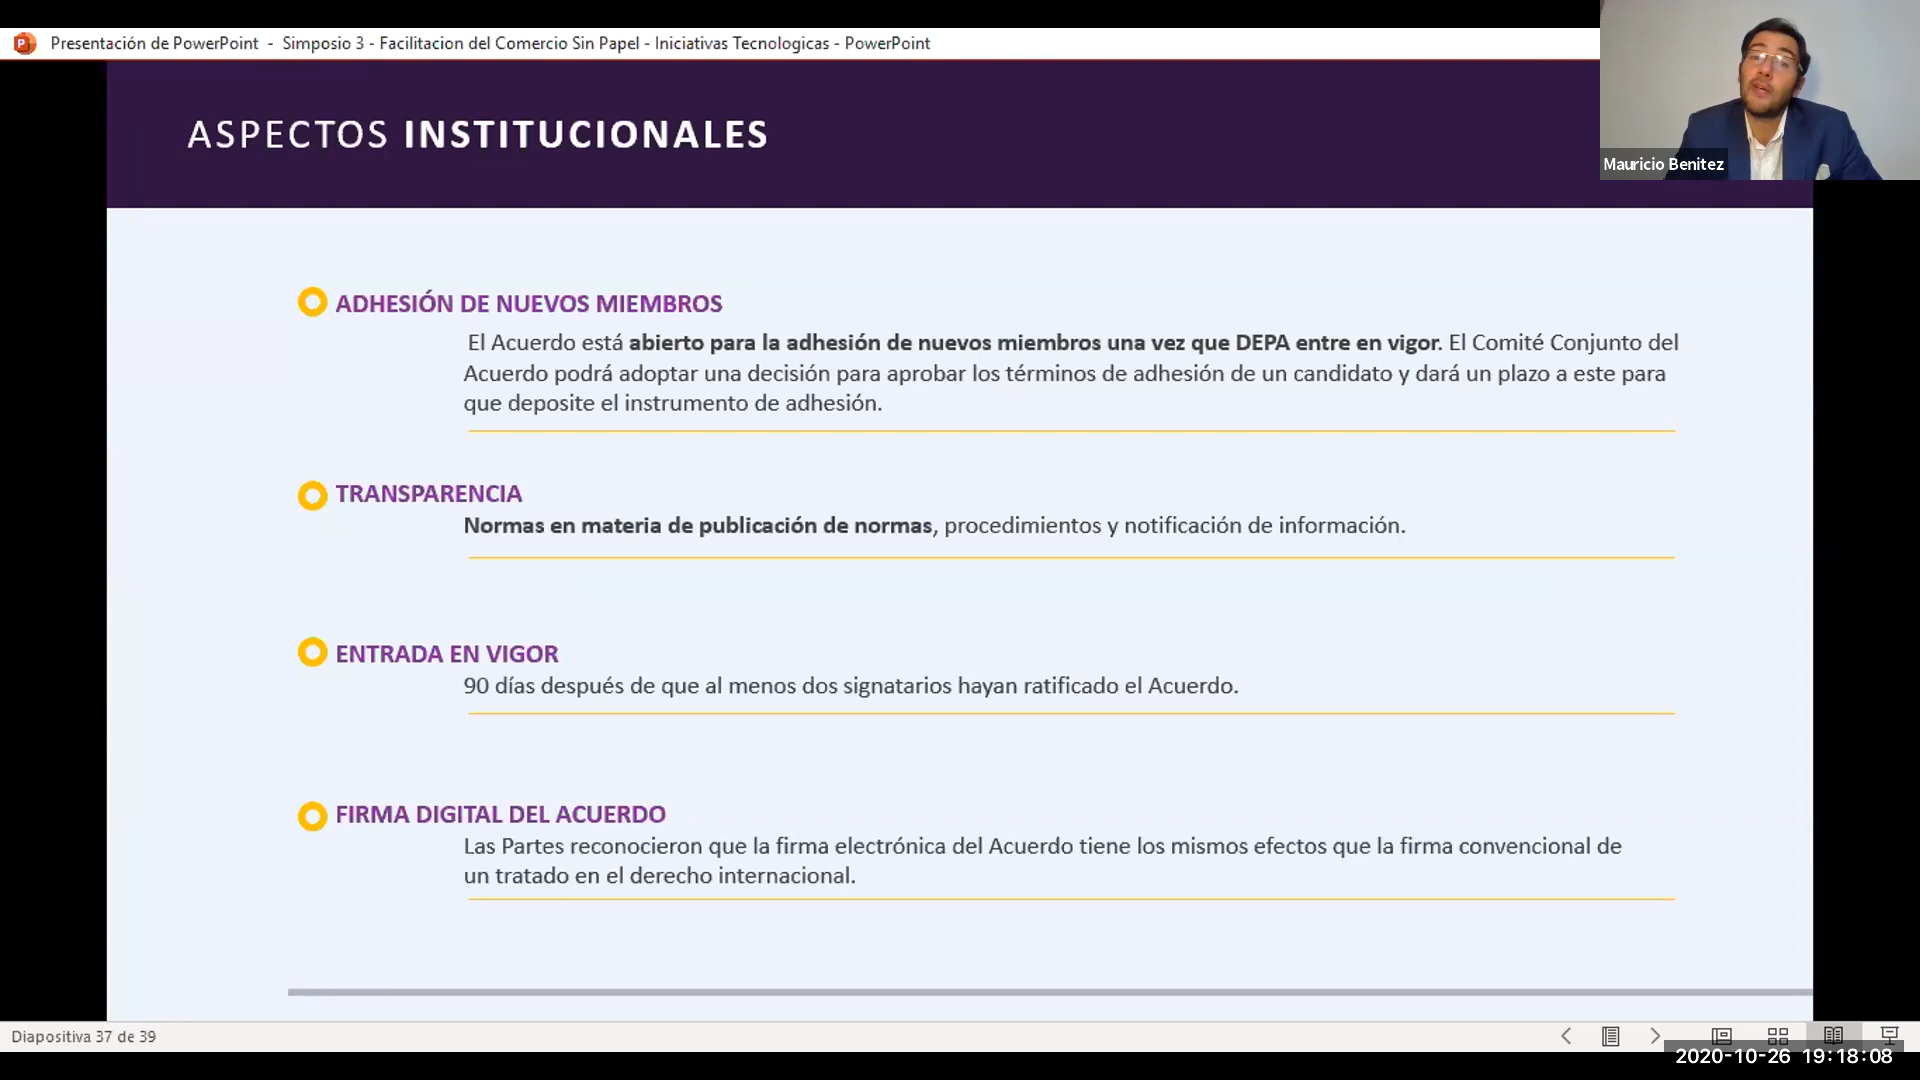 Presentación de PowerPoint - Simposio 3 - Facilitacion del Comercio Sin Papel - Iniciativas Tecnologicas - PowerPoint
Mauricio Benitez
ASPECTOS INSTITUCIONALES
ADHESIÓN DE NUEVOS MIEMBROS
El Acuerdo está abierto para la adhesión de nuevos miembros una vez que DEPA entre en vigor. El Comité Conjunto del
Acuerdo podrá adoptar una decisión para aprobar los términos de adhesión de un candidato y dará un plazo a este para
que deposite el instrumento de adhesión.
TRANSPARENCIA
Normas en materia de publicación de normas, procedimientos y notificación de información.
ENTRADA EN VIGOR
90 días después de que al menos dos signatarios hayan ratificado el Acuerdo.
FIRMA DIGITAL DEL ACUERDO
Las Partes reconocieron que la firma electrónica del Acuerdo tiene los mismos efectos que la firma convencional de
un tratado en el derecho internacional.
Diapositiva 37 de 39
2020-10-26 19:18:08